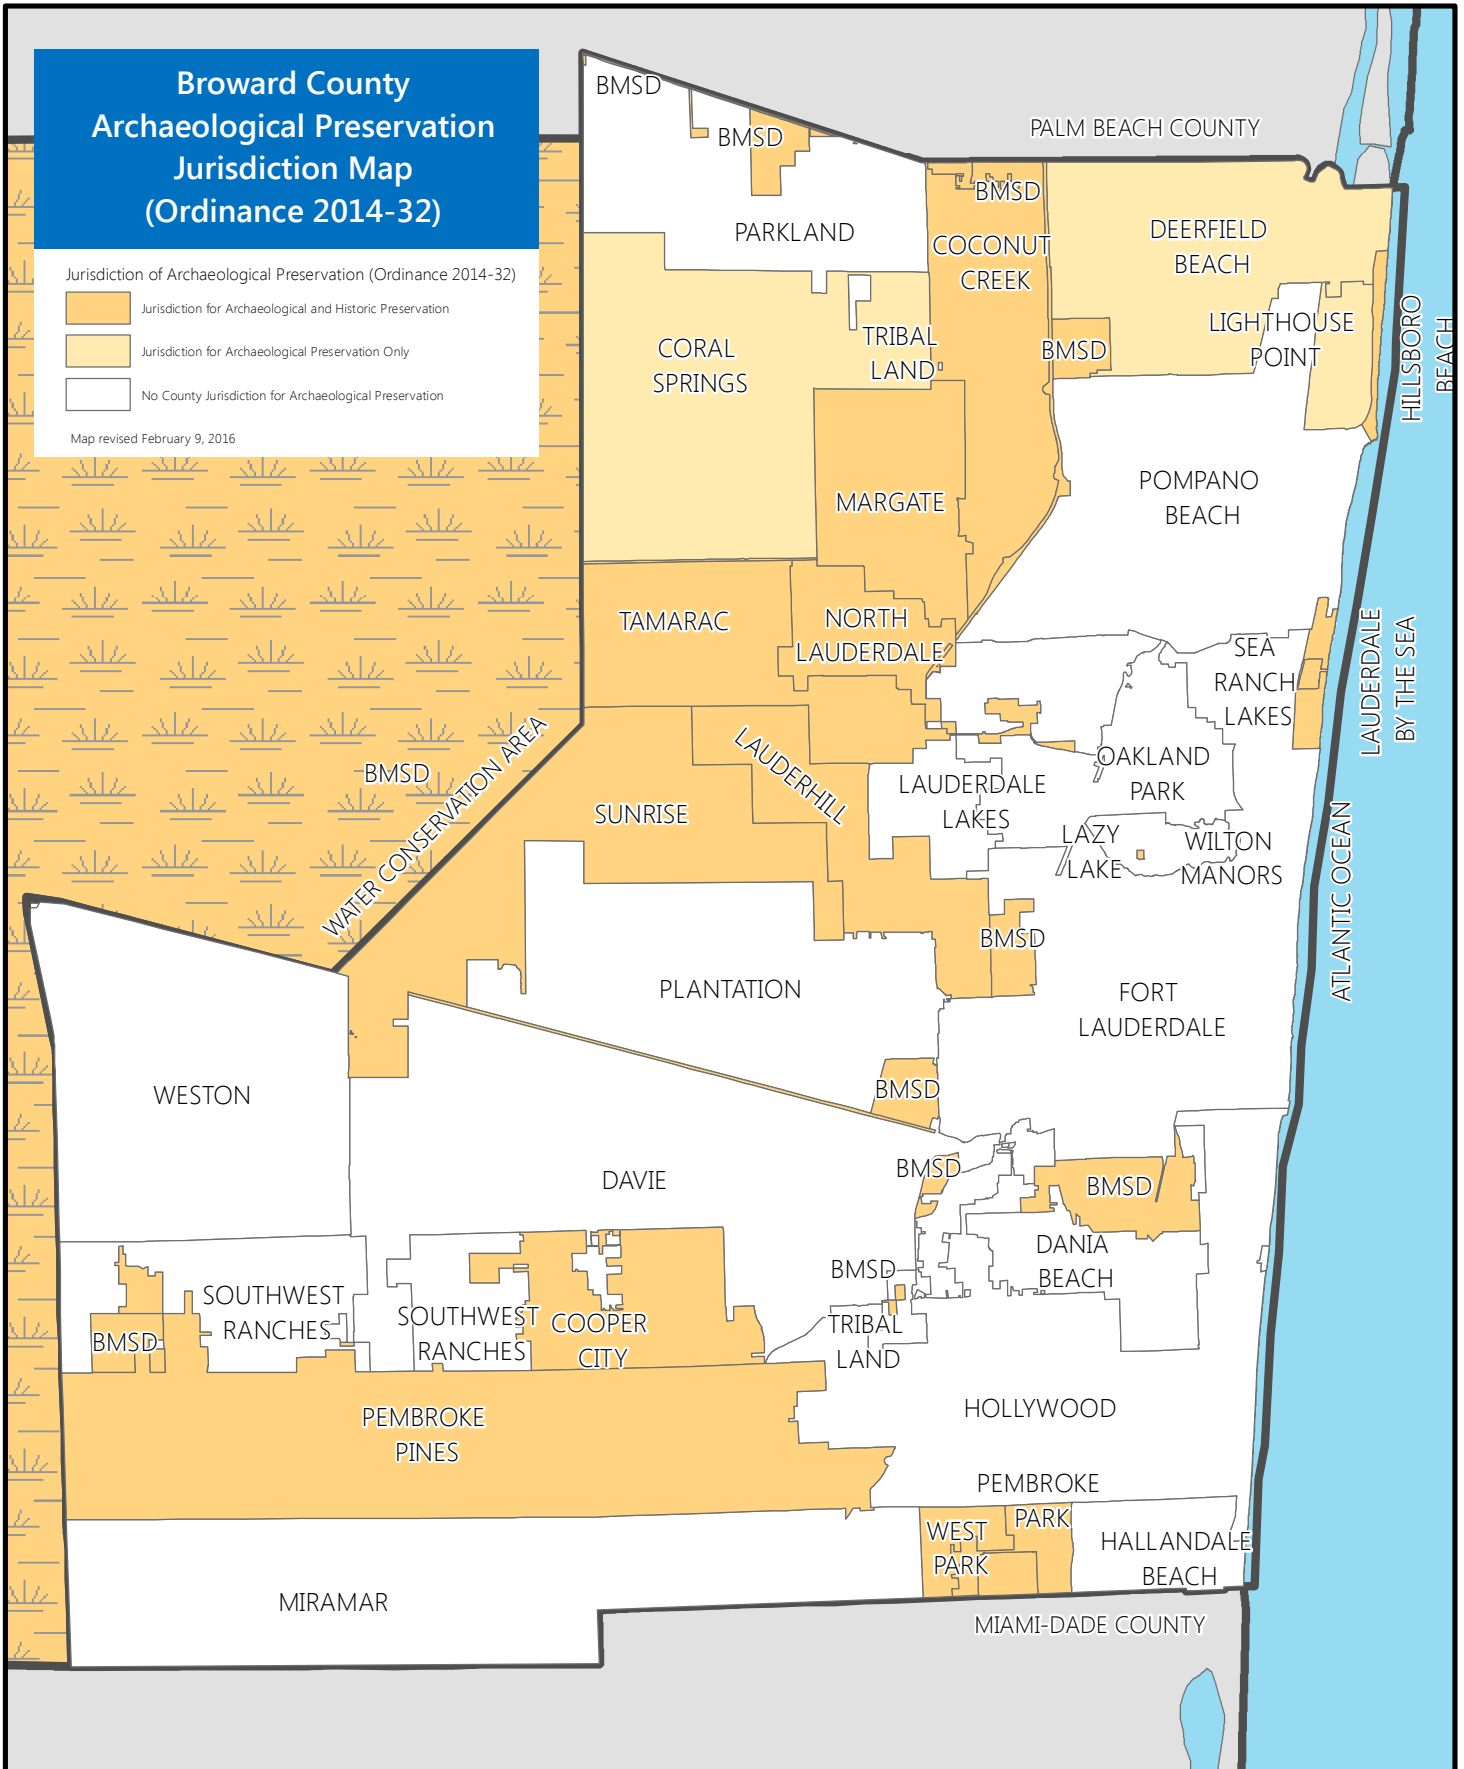 Broward County
Archaeological Preservation
Jurisdiction Map
(Ordinance 2014-32)
Jurisdiction of Archaeological Preservation (Ordinance 2014-32)
Jurisdiction for Archaeological and Historic Preservation
Jurisdiction for Archaeological Preservation Only
No County Jurisdiction for Archaeological Preservation
Map revised February 9, 2016
BMSD
BMSD
PALM BEACH COUNTY
BMSD
PARKLAND
COCONUT
CREEK
DEERFIELD
BEACH
HILLSBORO
BEACH
LIGHTHOUSE
POINT
TRIBAL
LAND
BMSD
CORAL
SPRINGS
POMPANO
BEACH
MARGATE
TAMARAC
NORTH
LAUDERDALE
SEA
RANCH
LAKES
LAUDERDALE
BY THE SEA
BMSD
WATER CONSERVATION AREA
LAUDERHILL
OAKLAND
PARK
LAUDERDALE
LAKES
SUNRISE
LAZY
LAKE
WILTON
MANORS
ATLANTIC OCEAN
BMSD
PLANTATION
FORT
LAUDERDALE
WESTON
BMSD
DAVIE
BMSD
BMSD
DANIA
BEACH
BMSD
SOUTHWEST
RANCHES
BMSD
SOUTHWEST
RANCHES
COOPER
CITY
TRIBAL
LAND
HOLLYWOOD
PEMBROKE
PINES
PEMBROKE
PARK
WEST
PARK
HALLANDALE
BEACH
MIRAMAR
MIAMI-DADE COUNTY